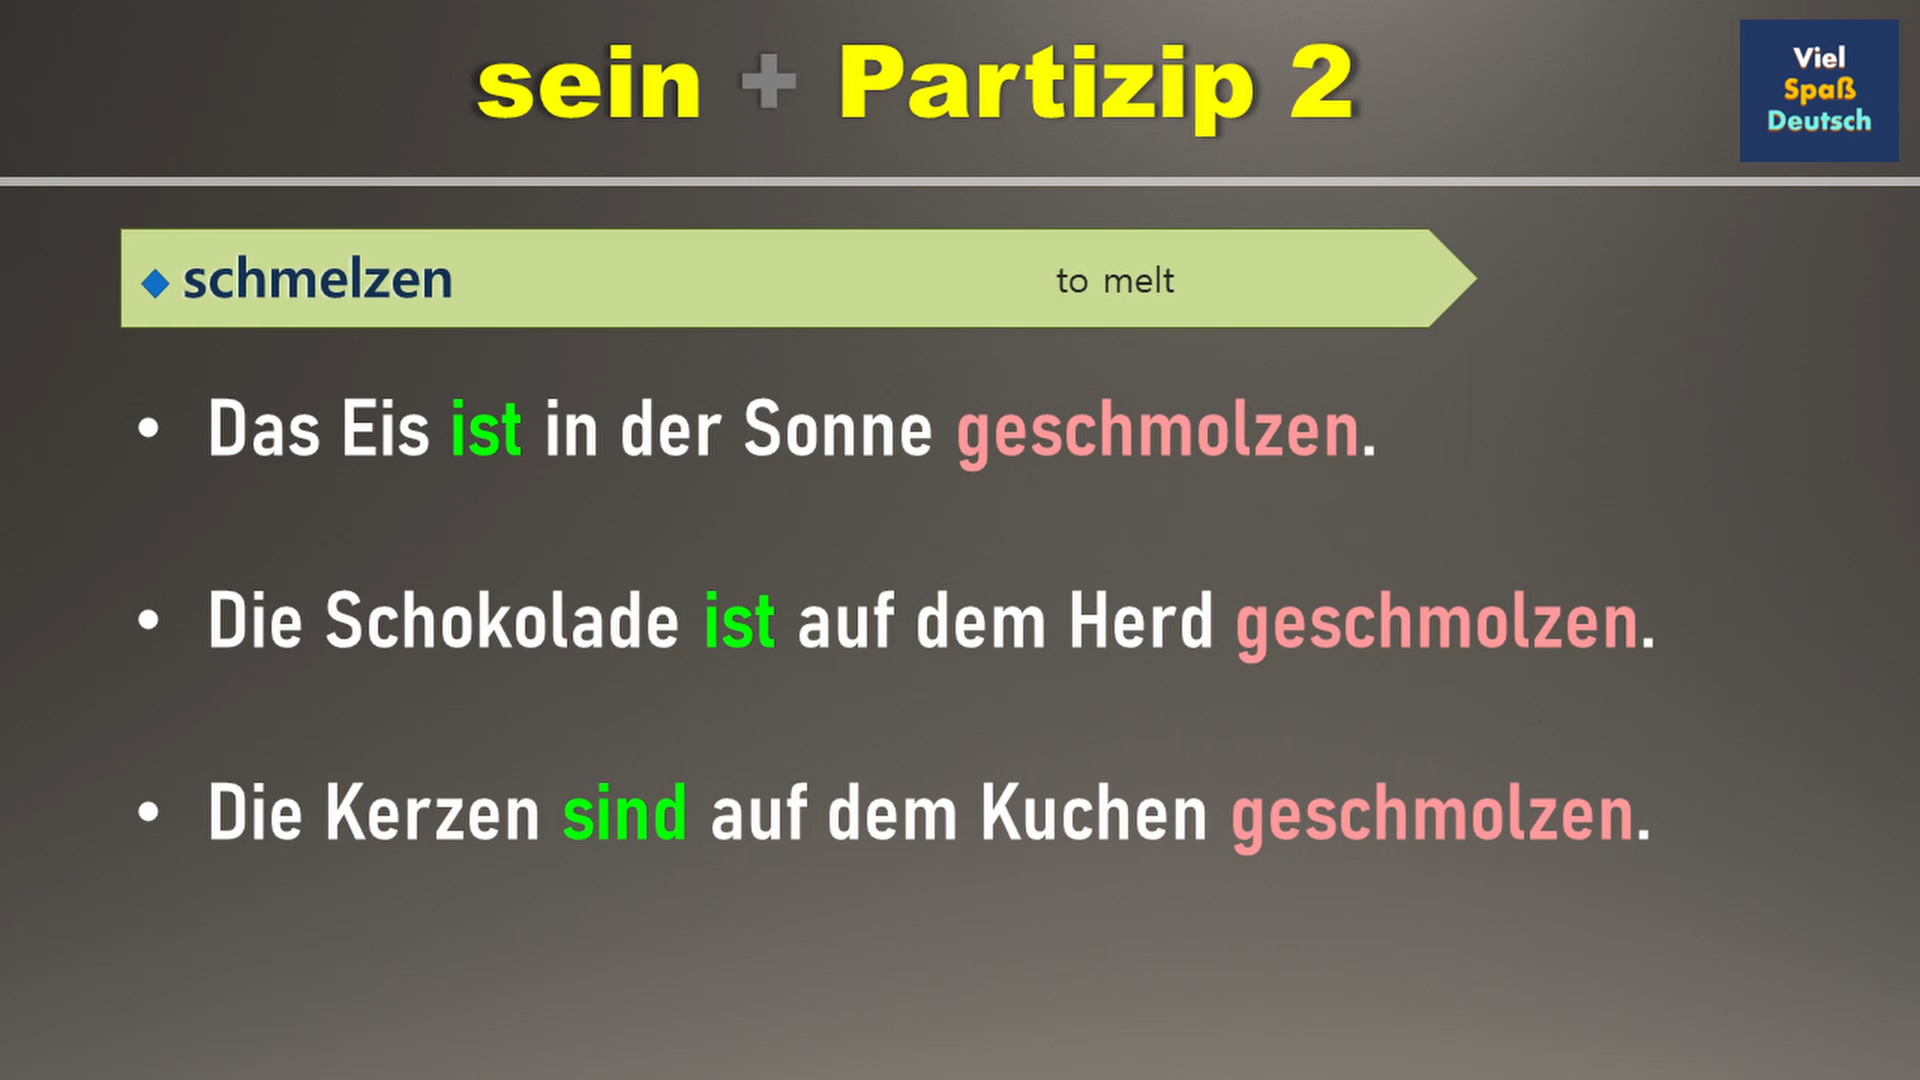 sein + Partizip 2
Viel
Spaß
Deutsch
◆ schmelzen to melt
• Das Eis ist in der Sonne geschmolzen.
• Die Schokolade ist auf dem Herd geschmolzen.
• Die Kerzen sind auf dem Kuchen geschmolzen.